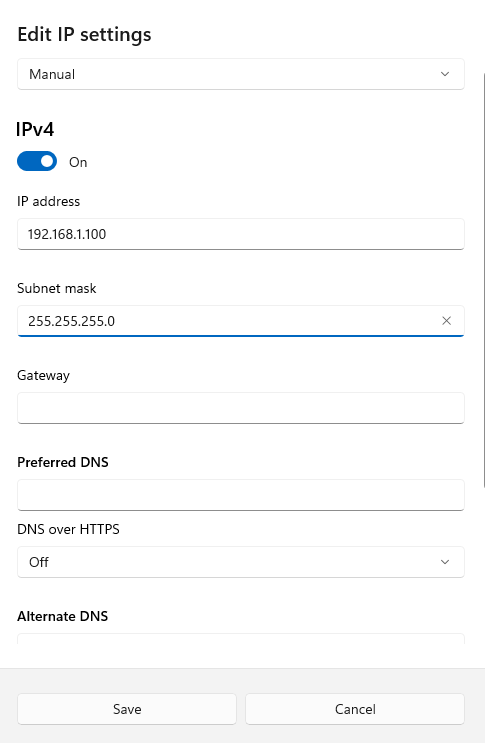 Edit IP settings
Manual
IPv4
On
IP address
192.168.1.100
Subnet mask
255.255.255.0
Gateway
Preferred DNS
DNS over HTTPS
Off
Alternate DNS
Save Cancel